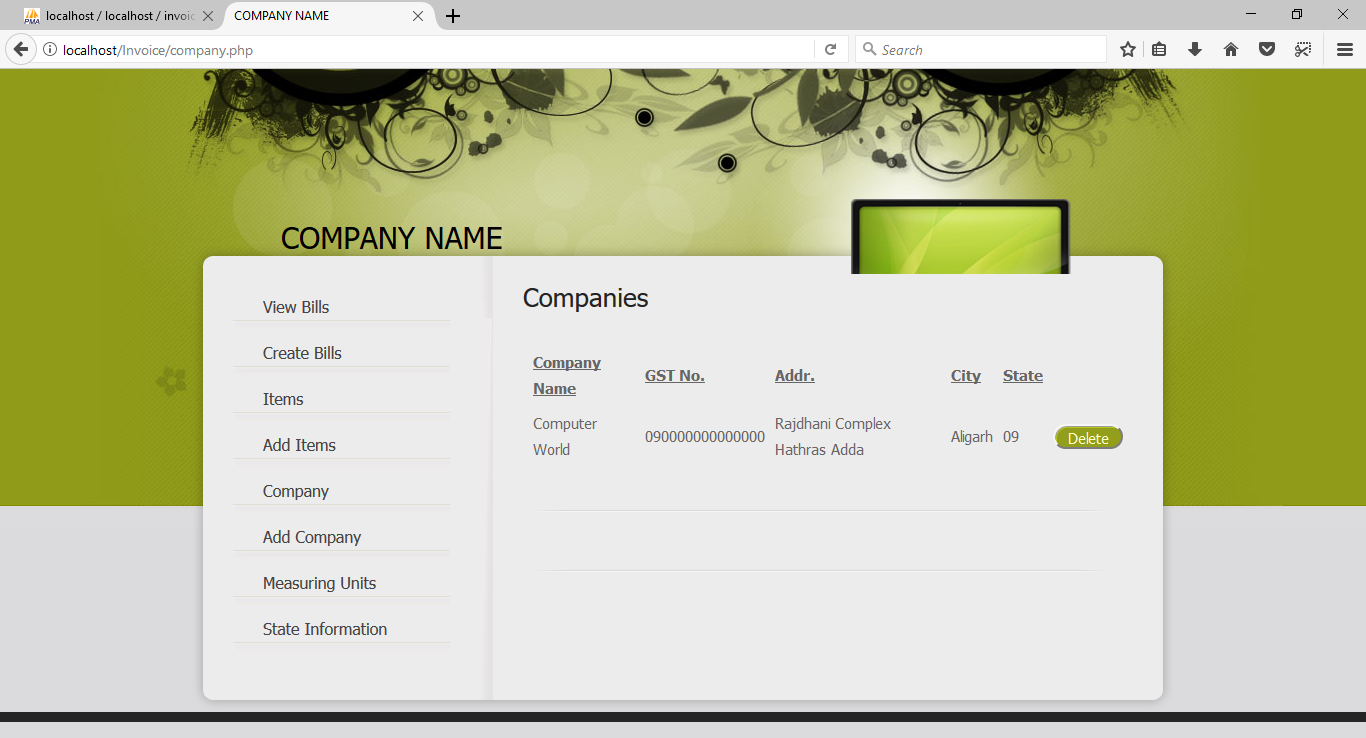 PMA localhost / localhost / invoic
COMPANY NAME
localhost/Invoice/company.php
Search
COMPANY NAME
View Bills
Create Bills
Items
Add Items
Company
Add Company
Measuring Units
State Information
Companies
Company Name GST No. Addr. City State
Computer World 090000000000000 Rajdhani Complex Hathras Adda Aligarh 09 Delete